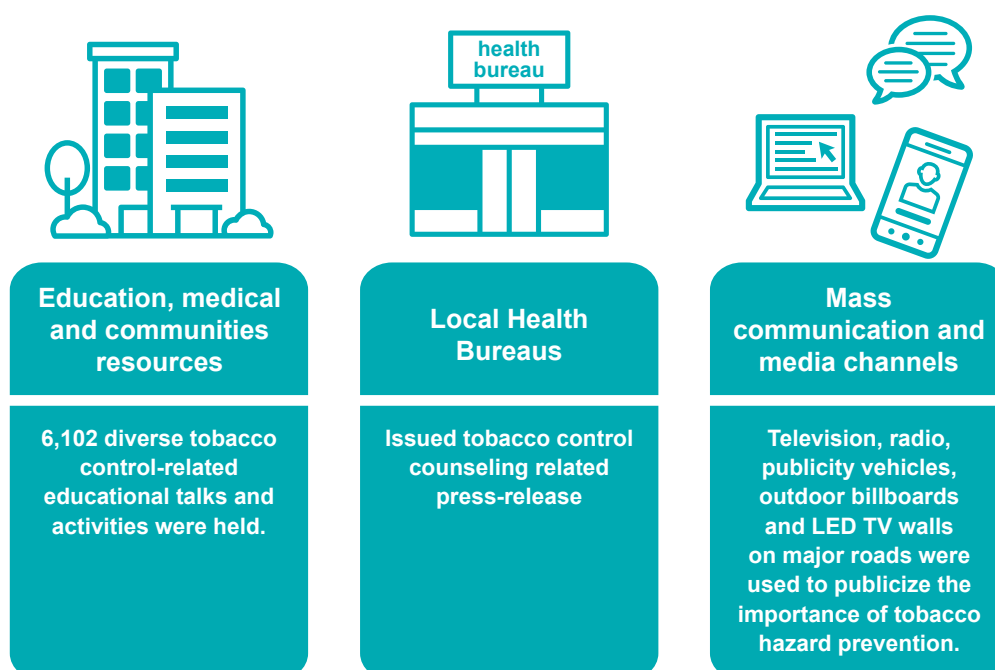 health
bureau
Education, medical
and communities
resources
6,102 diverse tobacco
control-related
educational talks and
activities were held.
Local Health
Bureaus
Issued tobacco control
counseling related
press-release
Mass
communication and
media channels
Television, radio,
publicity vehicles,
outdoor billboards
and LED TV walls
on major roads were
used to publicize the
importance of tobacco
hazard prevention.